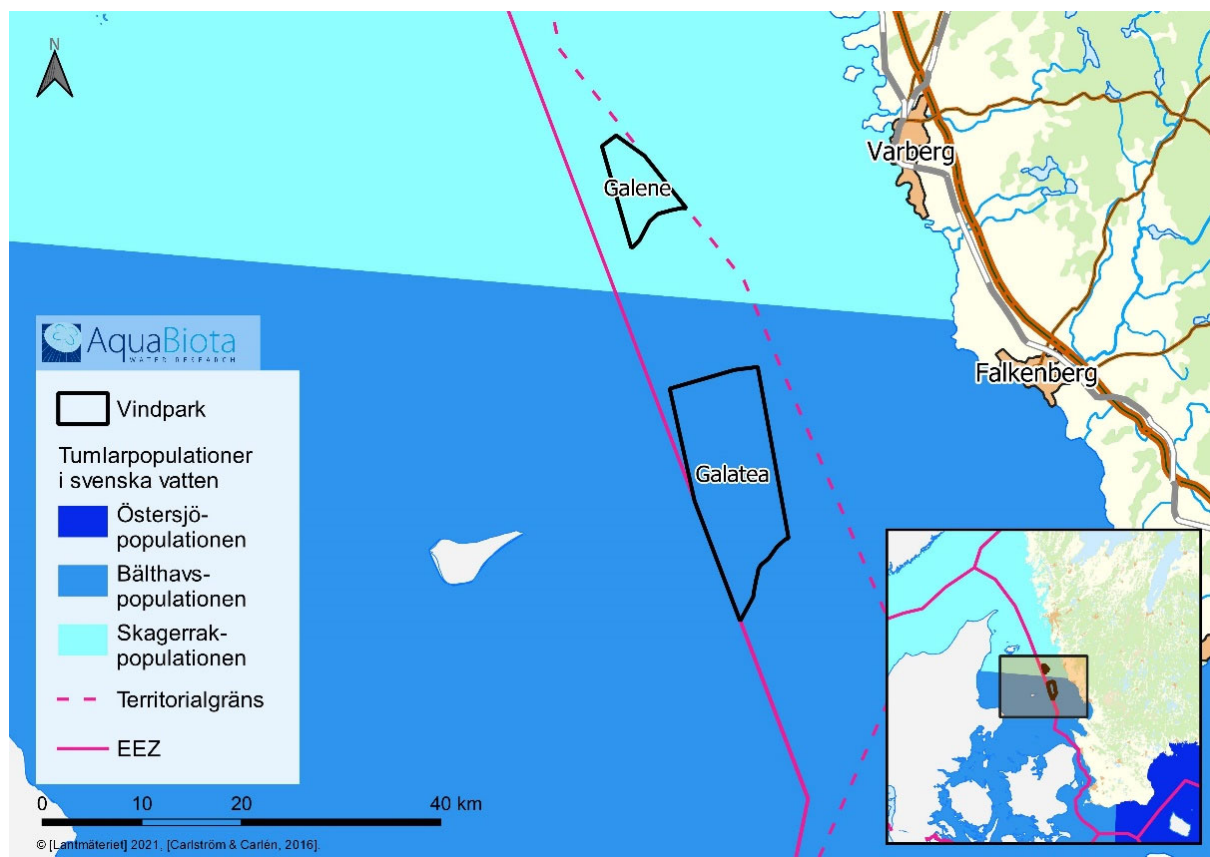 N
Varberg
Galene
Falkenberg
Galatea
AquaBiota
WATER RESEARCH
Vindpark
Tumlarpopulationer
i svenska vatten
Östersjö-
populationen
Bälthavs-
populationen
Skagerrak-
populationen
Territorialgräns
EEZ
0 10 20 40 km
© [Lantmäteriet] 2021, [Carlström & Carlén, 2016].